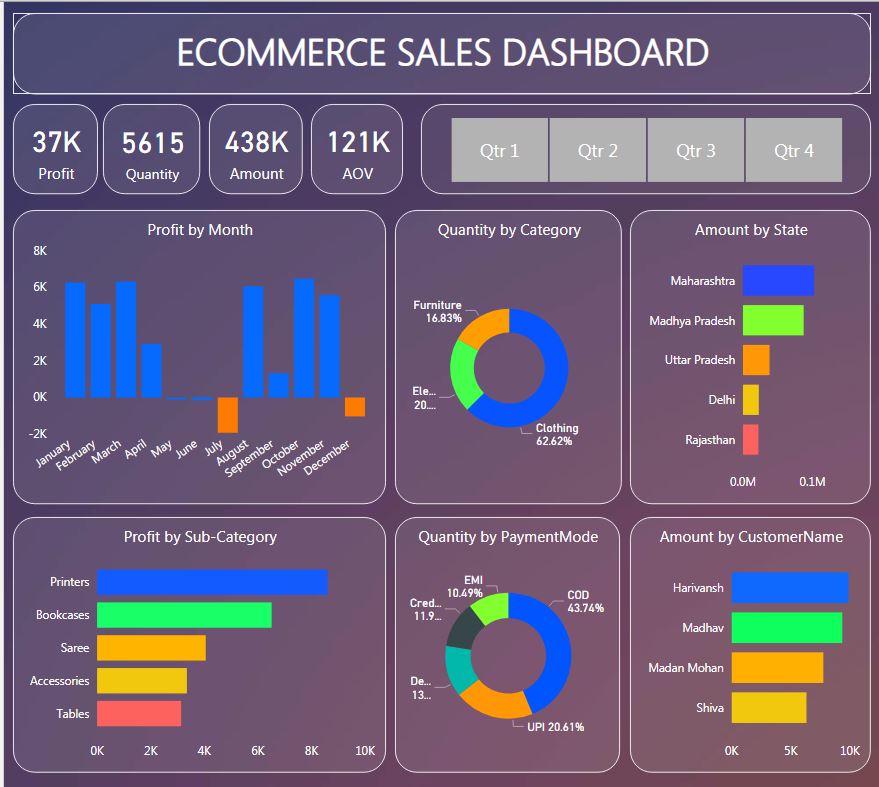 ECOMMERCE SALES DASHBOARD
37K
Profit
5615
Quantity
438K
Amount
121K
AOV
Qtr 1
Qtr 2
Qtr 3
Qtr 4
Profit by Month
8K
6K
4K
2K
0K
-2K
January
February
March
April
May
June
July
August
September
October
November
December
Quantity by Category
Furniture
16.83%
Ele...
20....
Clothing
62.62%
Amount by State
Maharashtra
Madhya Pradesh
Uttar Pradesh
Delhi
Rajasthan
0.0M 0.1M
Profit by Sub-Category
Printers
Bookcases
Saree
Accessories
Tables
0K 2K 4K 6K 8K 10K
Quantity by PaymentMode
EMI
10.49%
COD
43.74%
Cred...
11.9...
De...
13...
UPI 20.61%
Amount by CustomerName
Harivansh
Madhav
Madan Mohan
Shiva
0K 5K 10K